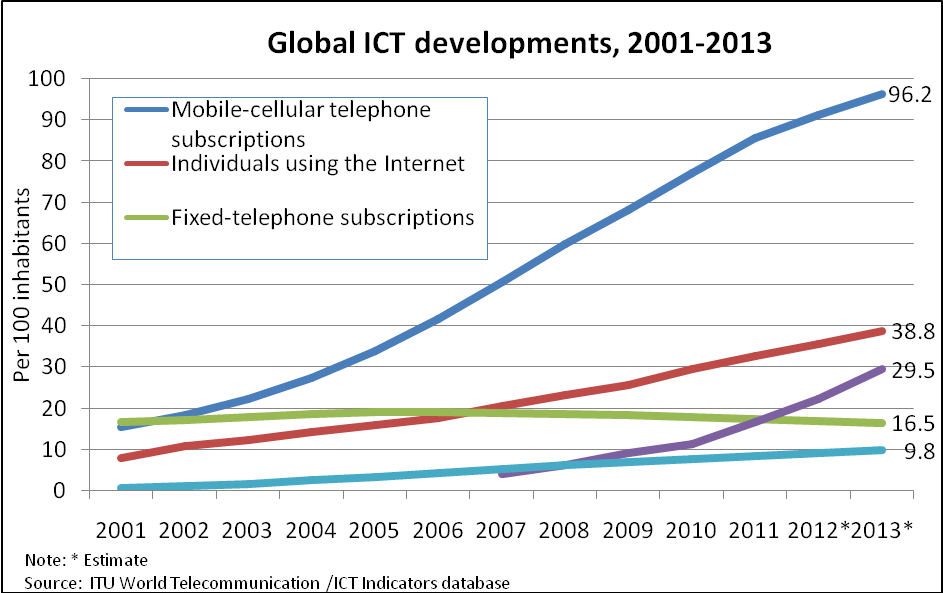 Global ICT developments, 2001-2013
Per 100 inhabitants
100
90
80
70
60
50
40
30
20
10
0
Mobile-cellular telephone
subscriptions
Individuals using the Internet
Fixed-telephone subscriptions
96.2
38.8
29.5
16.5
9.8
2001 2002 2003 2004 2005 2006 2007 2008 2009 2010 2011 2012* 2013*
Note: * Estimate
Source: ITU World Telecommunication /ICT Indicators database